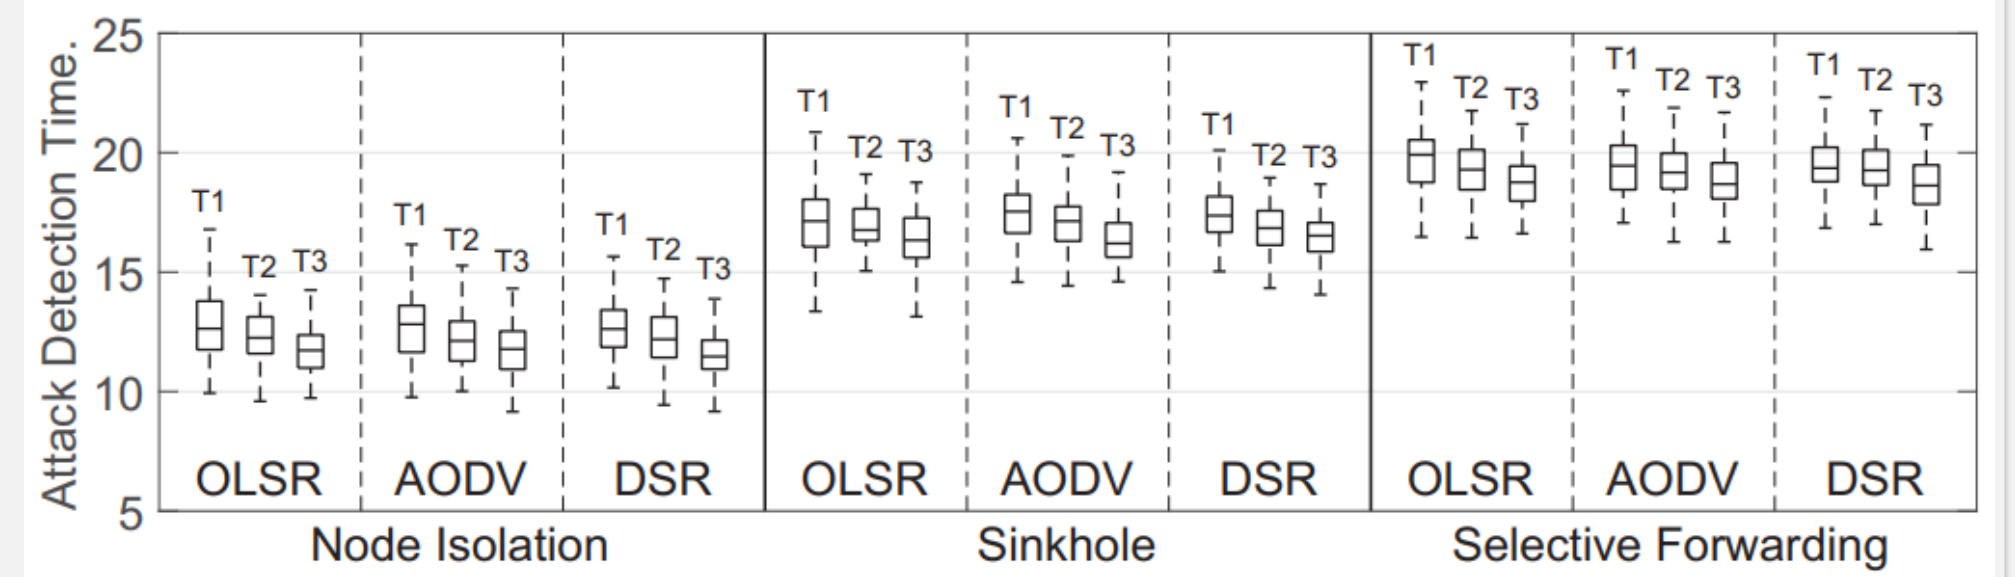 Attack Detection Time.
25
20
15
10
5
T1 T2 T3
T1 T2 T3
T1 T2 T3
T1 T2 T3
T1 T2 T3
T1 T2 T3
T1 T2 T3
T1 T2 T3
T1 T2 T3
OLSR AODV DSR OLSR AODV DSR OLSR AODV DSR
Node Isolation Sinkhole Selective Forwarding